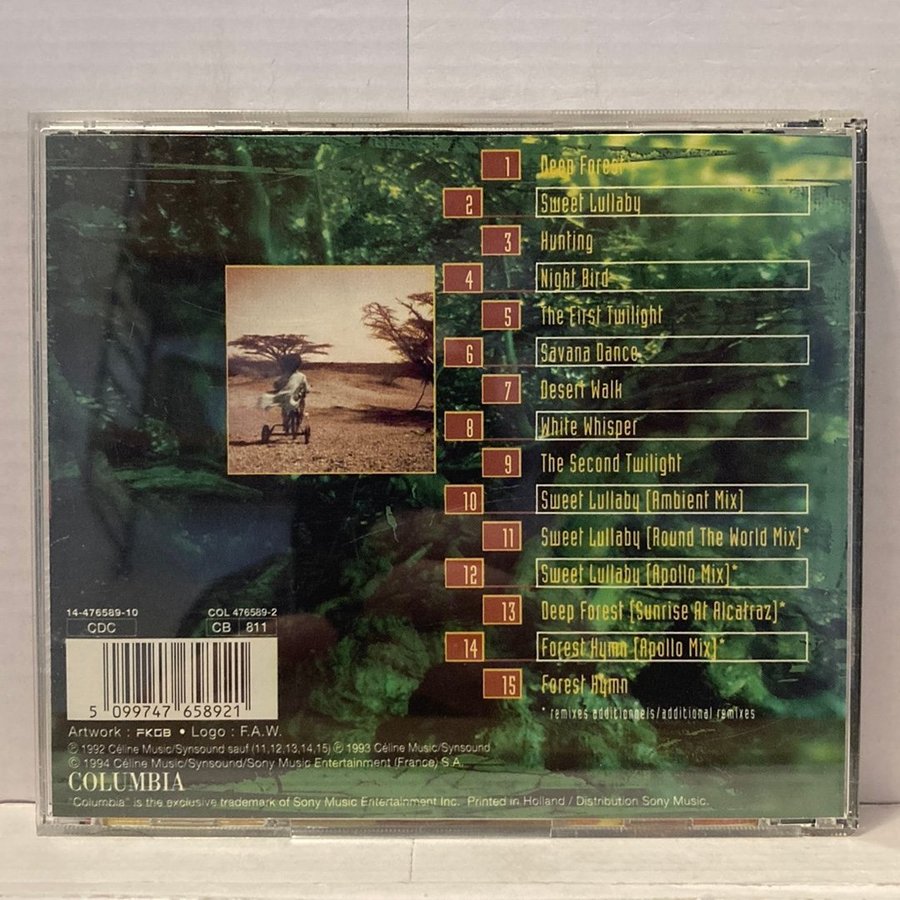 1 Deep Forest
2 Sweet Lullaby
3 Hunting
4 Night Bird
5 The First Twilight
6 Savana Dance
7 Desert Walk
8 White Whisper
9 The Second Twilight
10 Sweet Lullaby (Ambient Mix)
11 Sweet Lullaby (Round The World Mix)*
12 Sweet Lullaby (Apollo Mix)*
13 Deep Forest (Sunrise At Alcatraz)*
14 Forest Hymn (Apollo Mix)*
15 Forest Hymn
* remixes additionnels/additional remixes
14-476589-10 COL 476589-2
CDC CB 811
5 099747 658921
Artwork : FKGB • Logo : F.A.W.
℗ 1992 Céline Music/Synsound sauf (11,12,13,14,15) ℗ 1993 Céline Music/Synsound
© 1994 Céline Music/Synsound/Sony Music Entertainment (France) S.A.
COLUMBIA
"Columbia" is the exclusive trademark of Sony Music Entertainment Inc. Printed in Holland / Distribution Sony Music.